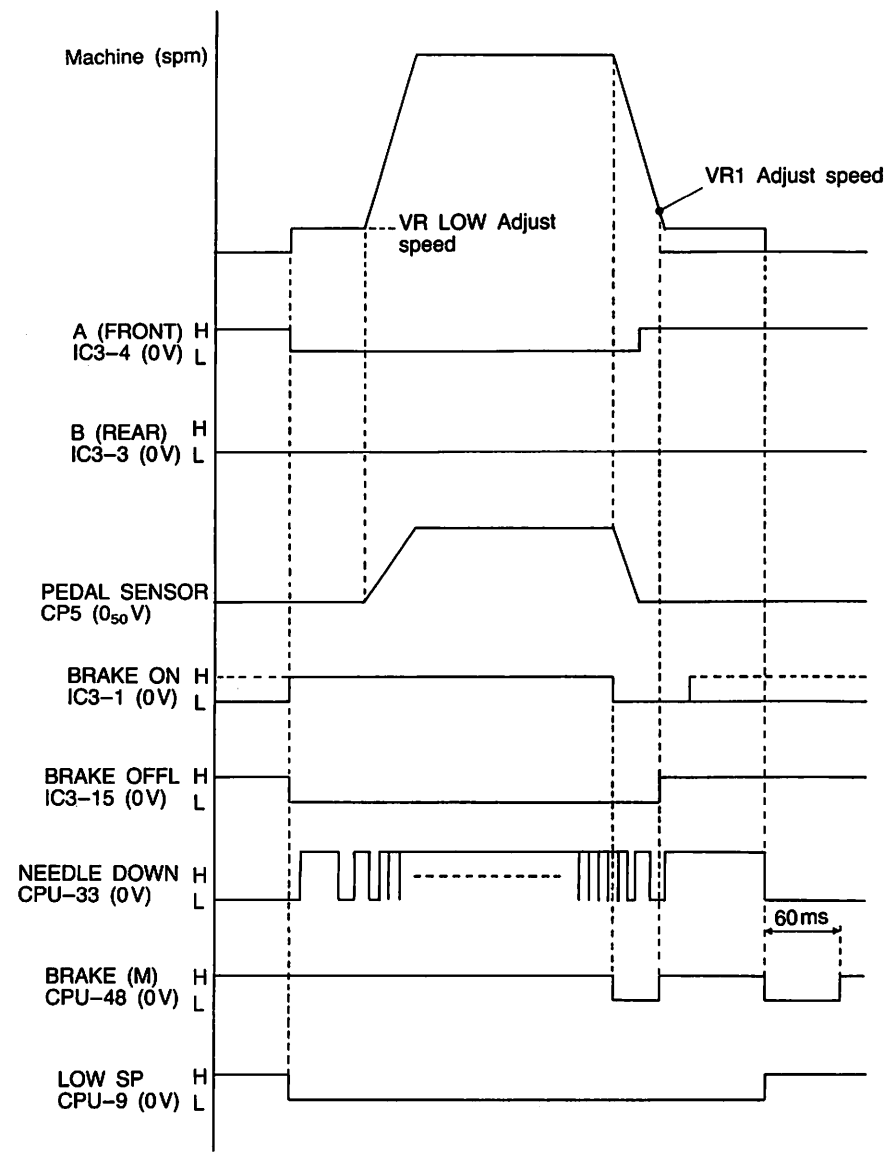 Machine (spm)
VR1 Adjust speed
VR LOW Adjust
speed
A (FRONT) H
IC3-4 (0V) L
B (REAR) H
IC3-3 (0V) L
PEDAL SENSOR
CP5 (0₅₀V)
BRAKE ON H
IC3-1 (0V) L
BRAKE OFFL H
IC3-15 (0V) L
NEEDLE DOWN H
CPU-33 (0V) L
60ms
BRAKE (M) H
CPU-48 (0V) L
LOW SP H
CPU-9 (0V) L